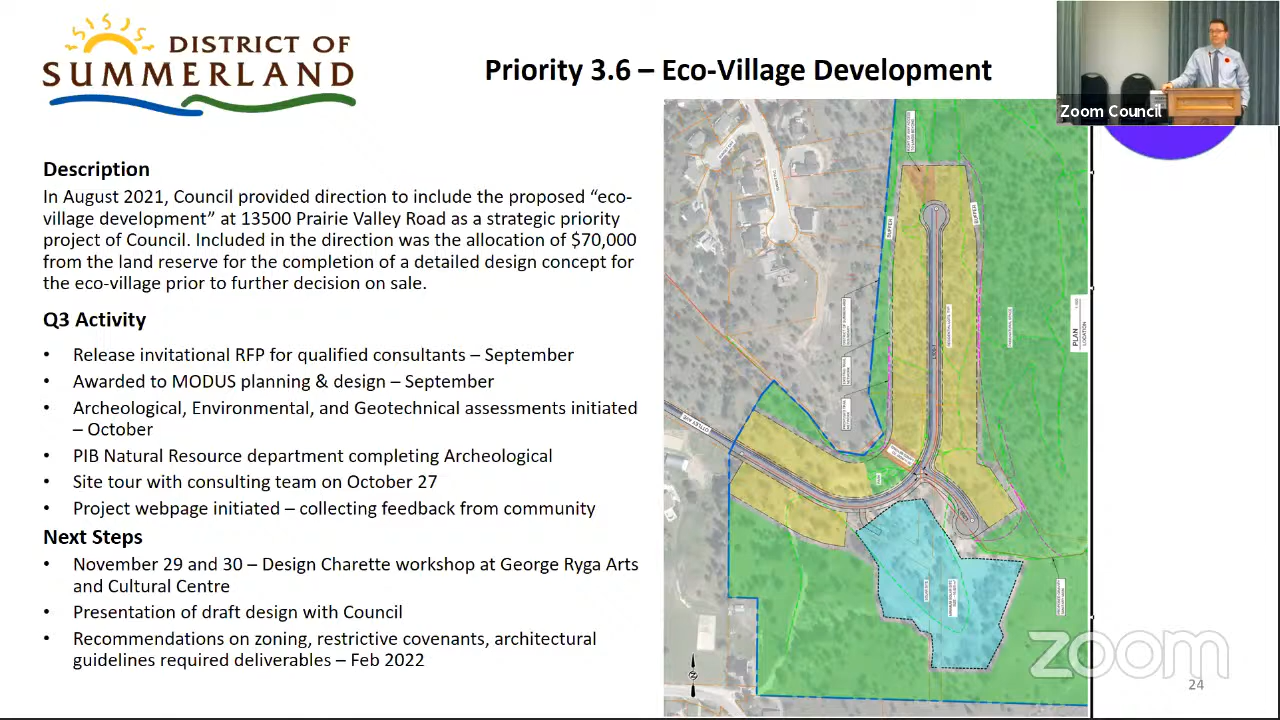 DISTRICT OF
SUMMERLAND
Priority 3.6 – Eco-Village Development
Zoom Council
Description
In August 2021, Council provided direction to include the proposed “eco-
village development” at 13500 Prairie Valley Road as a strategic priority
project of Council. Included in the direction was the allocation of $70,000
from the land reserve for the completion of a detailed design concept for
the eco-village prior to further decision on sale.
Q3 Activity
• Release invitational RFP for qualified consultants – September
• Awarded to MODUS planning & design – September
• Archeological, Environmental, and Geotechnical assessments initiated
– October
• PIB Natural Resource department completing Archeological
• Site tour with consulting team on October 27
• Project webpage initiated – collecting feedback from community
Next Steps
• November 29 and 30 – Design Charette workshop at George Ryga Arts
and Cultural Centre
• Presentation of draft design with Council
• Recommendations on zoning, restrictive covenants, architectural
guidelines required deliverables – Feb 2022
BUFFER
BUFFER
PLAN
LOCATION
zoom
24